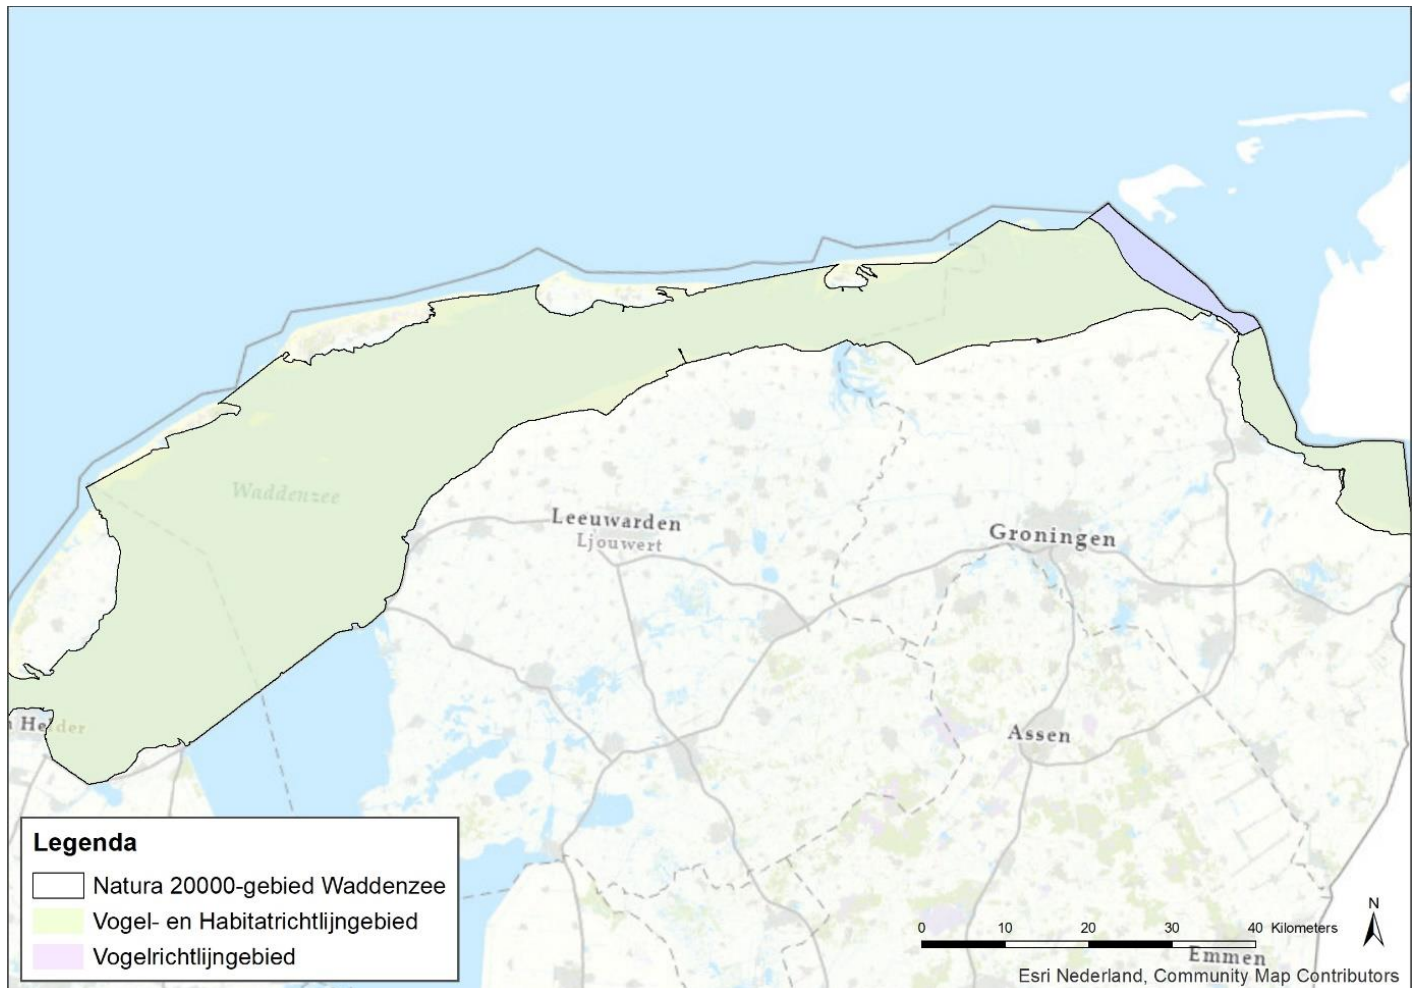 Waddenzee
Leeuwarden
Ljouwert
Groningen
n Helder
Assen
Legenda
Natura 20000-gebied Waddenzee
Vogel- en Habitatrichtlijngebied
Vogelrichtlijngebied
N
0 10 20 30 40 Kilometers
Emmen
Esri Nederland, Community Map Contributors